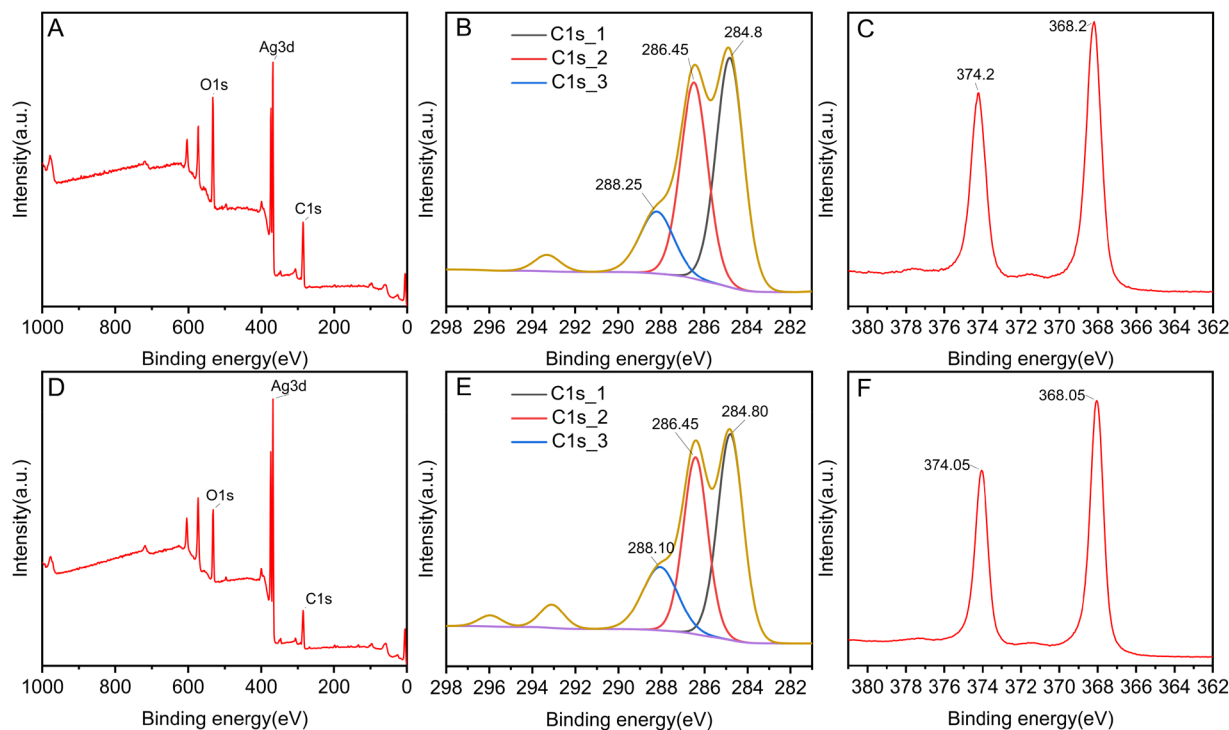 A
Ag3d
O1s
C1s
Intensity(a.u.)
1000 800 600 400 200 0
Binding energy(eV)
B
C1s_1
C1s_2
C1s_3
286.45
284.8
288.25
Intensity(a.u.)
298 296 294 292 290 288 286 284 282
Binding energy(eV)
C
368.2
374.2
Intensity(a.u.)
380 378 376 374 372 370 368 366 364 362
Binding energy(eV)
D
Ag3d
O1s
C1s
Intensity(a.u.)
1000 800 600 400 200 0
Binding energy(eV)
E
C1s_1
C1s_2
C1s_3
286.45
284.80
288.10
Intensity(a.u.)
298 296 294 292 290 288 286 284 282
Binding energy(eV)
F
368.05
374.05
Intensity(a.u.)
380 378 376 374 372 370 368 366 364 362
Binding energy(eV)